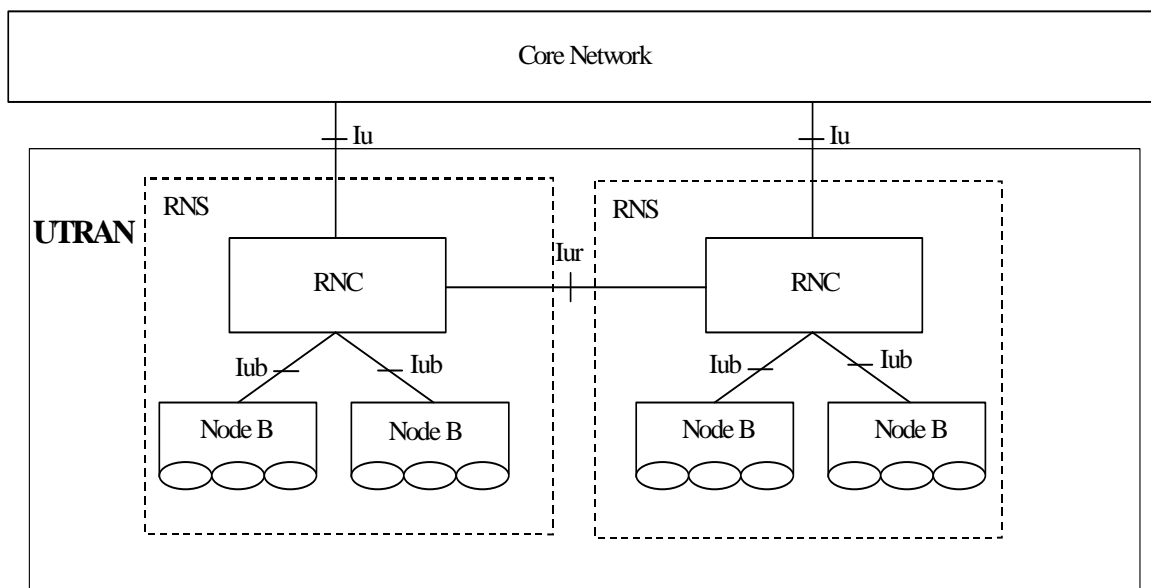 Core Network
Iu
Iu
RNS
RNS
UTRAN
Iur
RNC
RNC
Iub
Iub
Iub
Iub
Node B
Node B
Node B
Node B